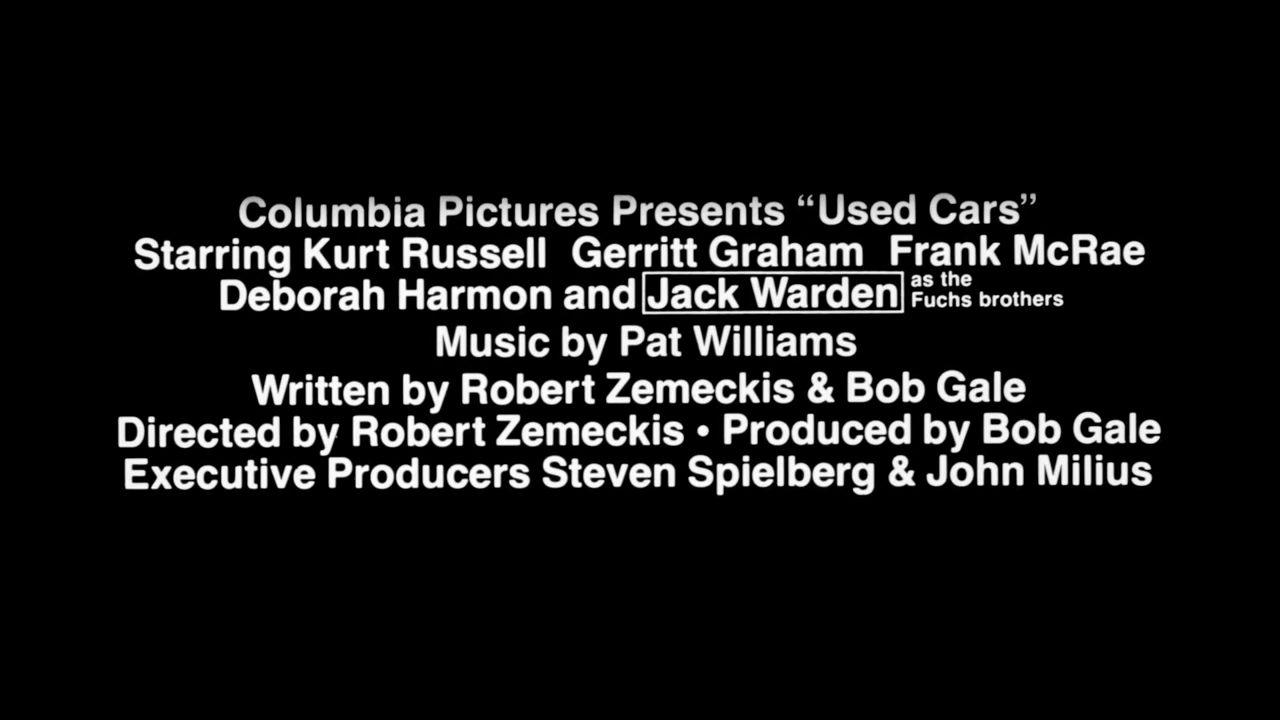 Columbia Pictures Presents “Used Cars”
Starring Kurt Russell Gerritt Graham Frank McRae
Deborah Harmon and Jack Warden as the Fuchs brothers
Music by Pat Williams
Written by Robert Zemeckis & Bob Gale
Directed by Robert Zemeckis • Produced by Bob Gale
Executive Producers Steven Spielberg & John Milius